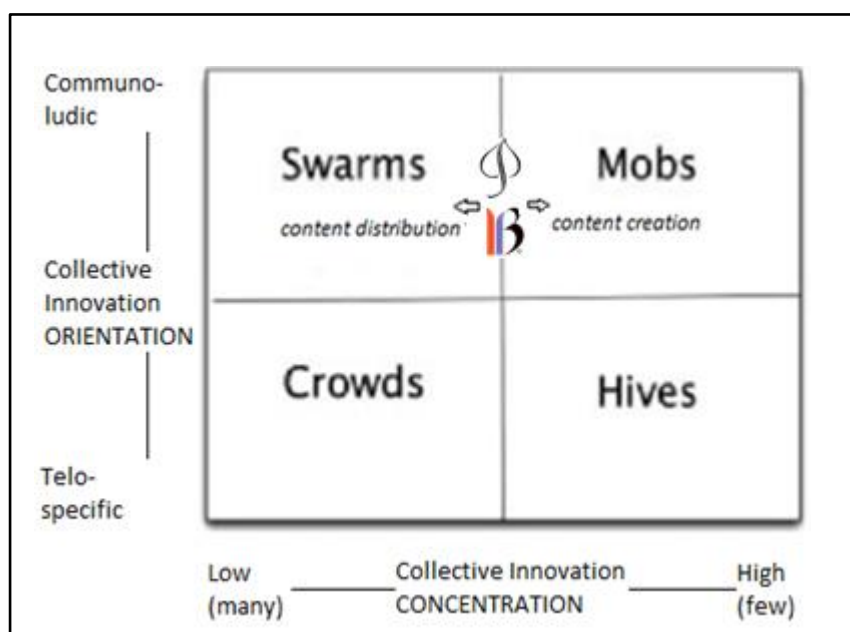 Communo-
ludic
Swarms
Mobs
content distribution
B
content creation
Collective
Innovation
ORIENTATION
Crowds
Hives
Telo-
specific
Low
(many)
Collective Innovation
CONCENTRATION
High
(few)